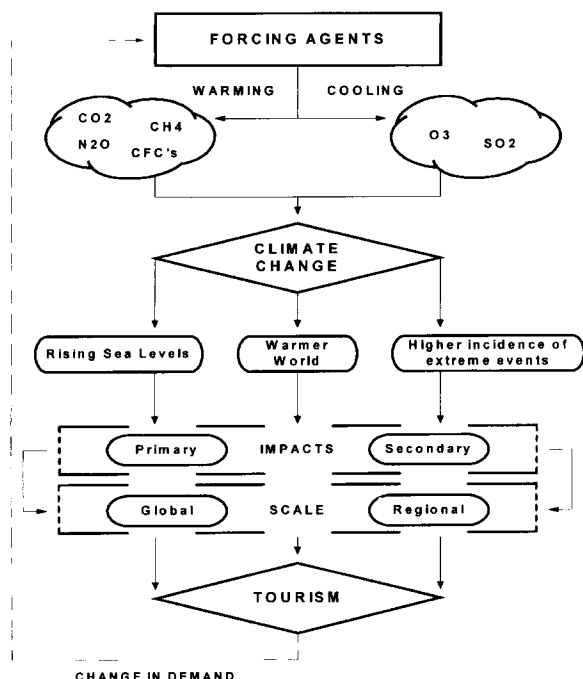 FORCING AGENTS
WARMING
COOLING
CO2
CH4
N2O
CFC's
O3
SO2
CLIMATE
CHANGE
Rising Sea Levels
Warmer
World
Higher incidence of
extreme events
Primary
IMPACTS
Secondary
Global
SCALE
Regional
TOURISM
CHANGE IN DEMAND